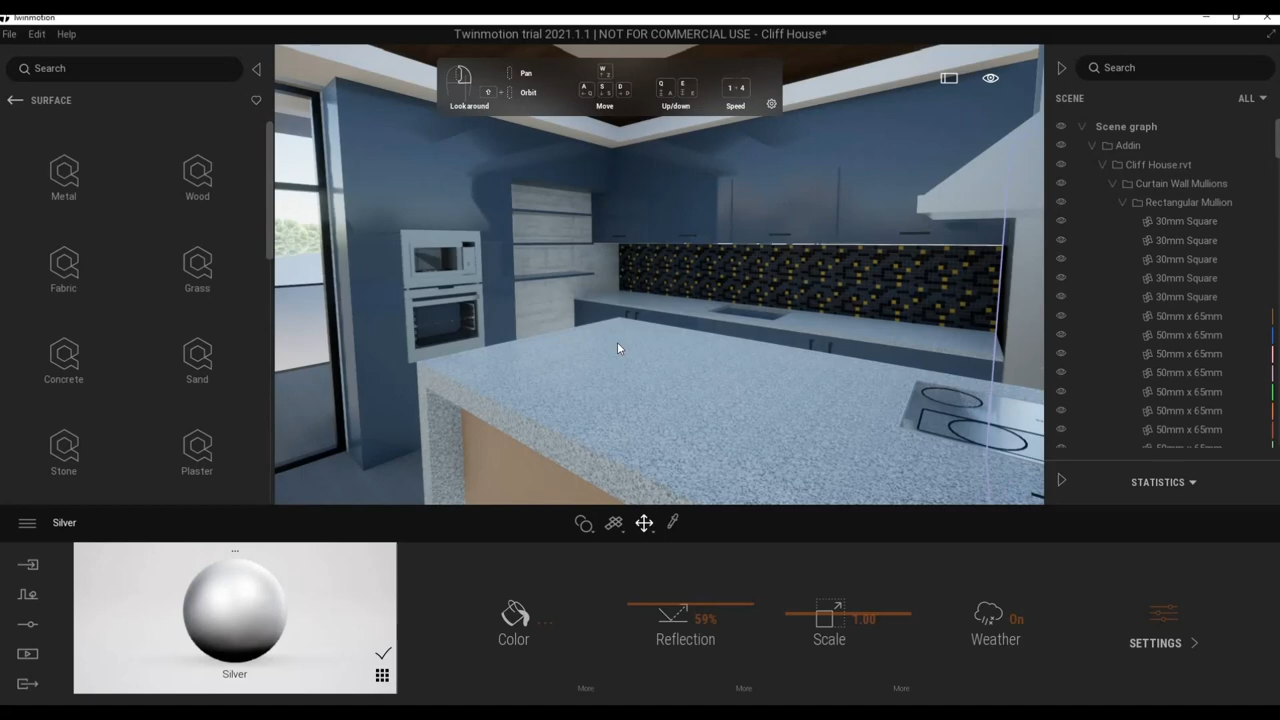 Twinmotion
File Edit Help
Twinmotion trial 2021.1.1 | NOT FOR COMMERCIAL USE - Cliff House*
Search
SURFACE
Metal
Wood
Fabric
Grass
Concrete
Sand
Stone
Plaster
Pan
Orbit
Look around
W
↑ Z
A
← Q
S
↓ S
D
→ D
Move
Q
E
Up/down
1 - 4
Speed
Search
SCENE
ALL
Scene graph
Addin
Cliff House.rvt
Curtain Wall Mullions
Rectangular Mullion
30mm Square
30mm Square
30mm Square
30mm Square
30mm Square
50mm x 65mm
50mm x 65mm
50mm x 65mm
50mm x 65mm
50mm x 65mm
50mm x 65mm
50mm x 65mm
50mm x 65mm
STATISTICS
Silver
...
Silver
Color ...
Reflection
59%
Scale
1.00
Weather
On
SETTINGS
More
More
More